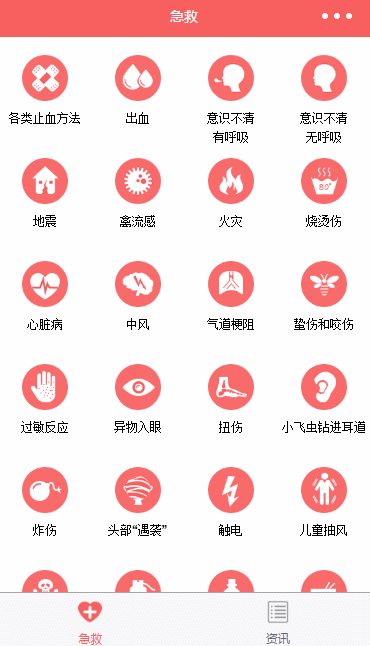 急救
各类止血方法 出血 意识不清 意识不清
有呼吸 无呼吸
地震 禽流感 火灾 烧烫伤
80°
心脏病 中风 气道梗阻 蛰伤和咬伤
过敏反应 异物入眼 扭伤 小飞虫钻进耳道
炸伤 头部“遇袭” 触电 儿童抽风
急救 资讯